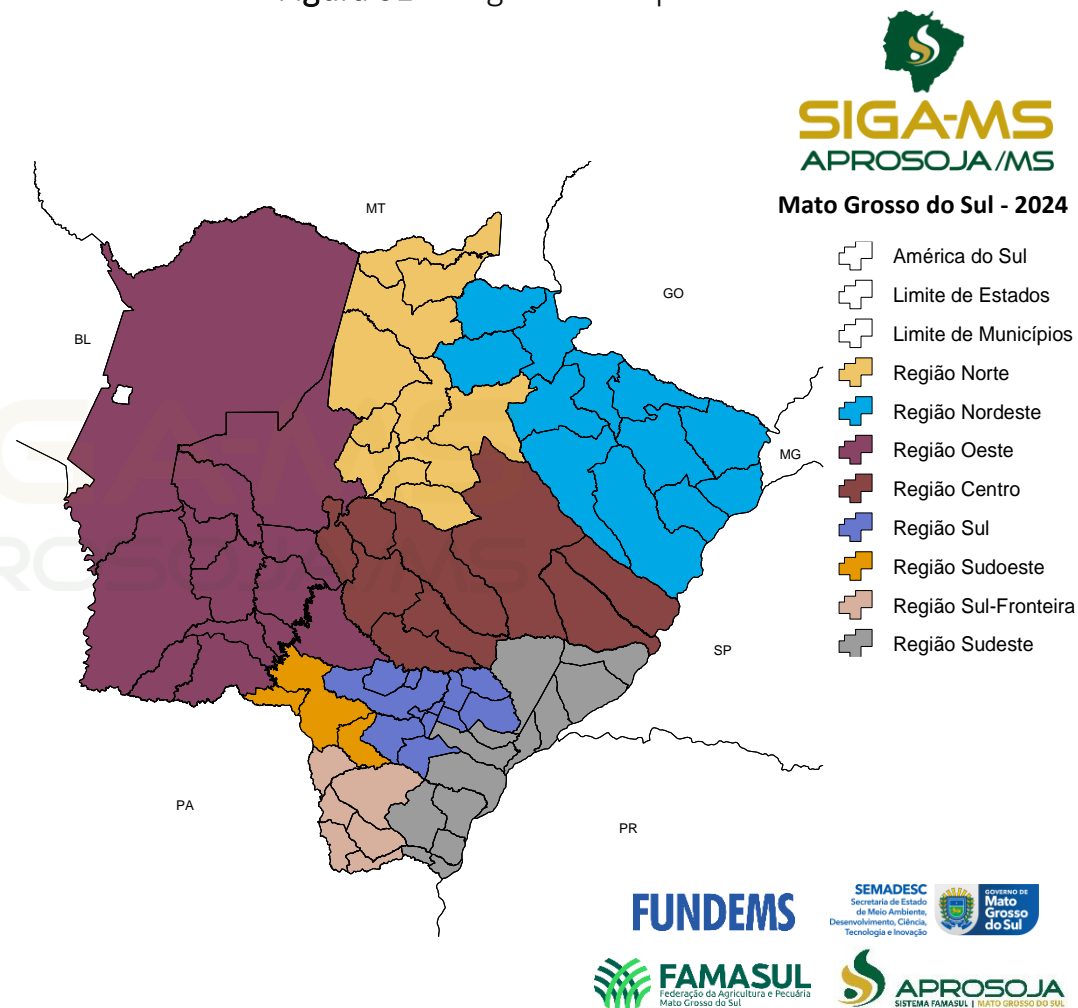 SIGA-MS
APROSOJA/MS
Mato Grosso do Sul - 2024
América do Sul
Limite de Estados
Limite de Municípios
Região Norte
Região Nordeste
Região Oeste
Região Centro
Região Sul
Região Sudoeste
Região Sul-Fronteira
Região Sudeste
MT
GO
BL
MG
SP
PA
PR
FUNDEMS
SEMADESC
Secretaria de Estado
de Meio Ambiente,
Desenvolvimento, Ciência,
Tecnologia e Inovação
GOVERNO DE
Mato
Grosso
do Sul
FAMASUL
Federação da Agricultura e Pecuária
Mato Grosso do Sul
APROSOJA
SISTEMA FAMASUL | MATO GROSSO DO SUL